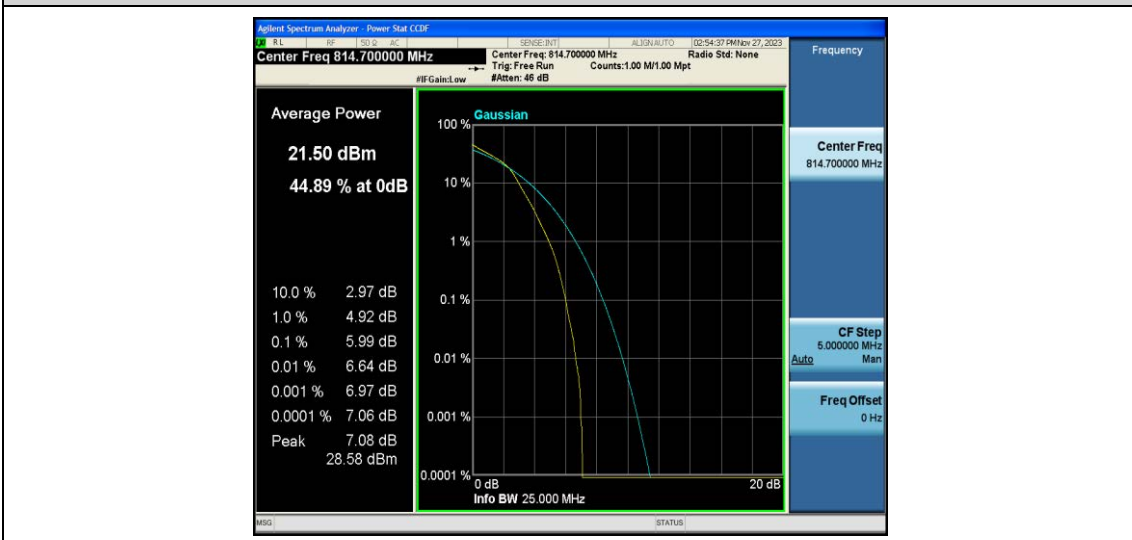 Agilent Spectrum Analyzer - Power Stat CCDF
RL RF 50 Ω AC SENSE:INT ALIGN AUTO 02:54:37 PM Nov 27, 2023
Center Freq 814.700000 MHz
Center Freq: 814.700000 MHz Radio Std: None
Trig: Free Run Counts:1.00 M/1.00 Mpt
#IFGain:Low #Atten: 46 dB
Frequency
Average Power
21.50 dBm
44.89 % at 0dB
10.0 % 2.97 dB
1.0 % 4.92 dB
0.1 % 5.99 dB
0.01 % 6.64 dB
0.001 % 6.97 dB
0.0001 % 7.06 dB
Peak 7.08 dB
28.58 dBm
Gaussian
100 %
10 %
1 %
0.1 %
0.01 %
0.001 %
0.0001 %
0 dB 20 dB
Info BW 25.000 MHz
Center Freq
814.700000 MHz
CF Step
5.000000 MHz
Auto Man
Freq Offset
0 Hz
MSG STATUS